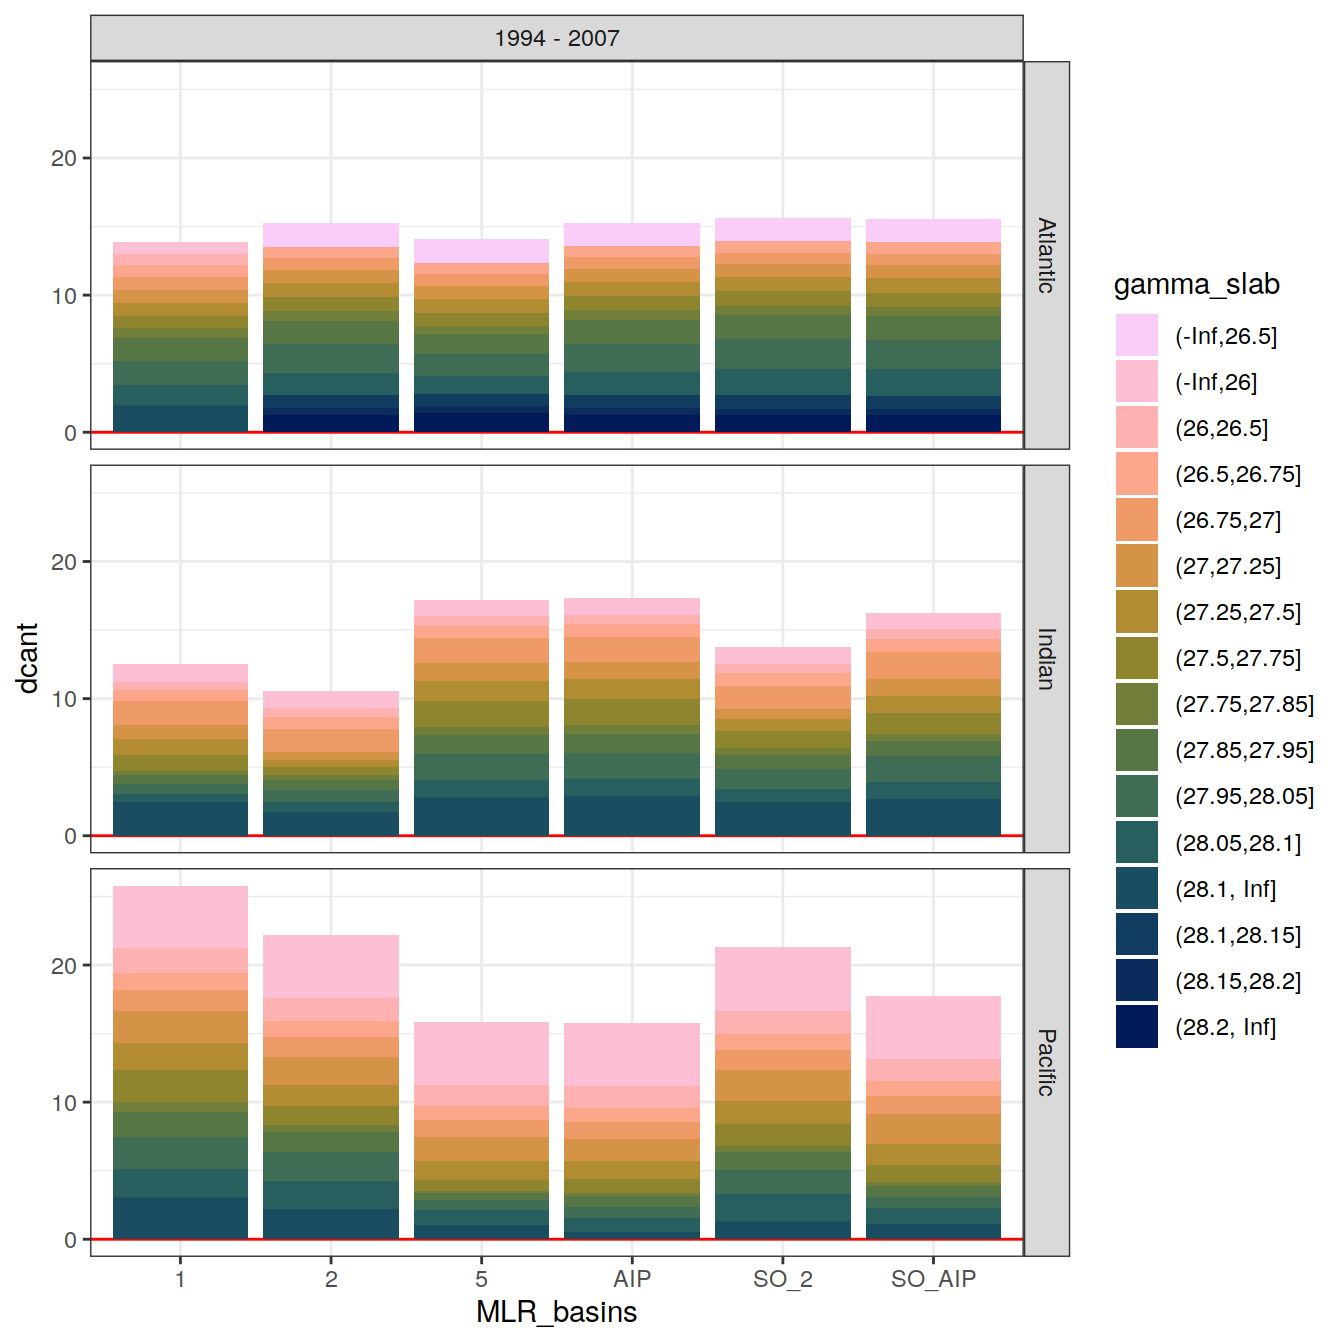 1994 - 2007
20
10
0
Atlantic
20
10
0
Indian
20
10
0
Pacific
dcant
1 2 5 AIP SO_2 SO_AIP
MLR_basins
gamma_slab
(-Inf,26.5]
(-Inf,26]
(26,26.5]
(26.5,26.75]
(26.75,27]
(27,27.25]
(27.25,27.5]
(27.5,27.75]
(27.75,27.85]
(27.85,27.95]
(27.95,28.05]
(28.05,28.1]
(28.1, Inf]
(28.1,28.15]
(28.15,28.2]
(28.2, Inf]